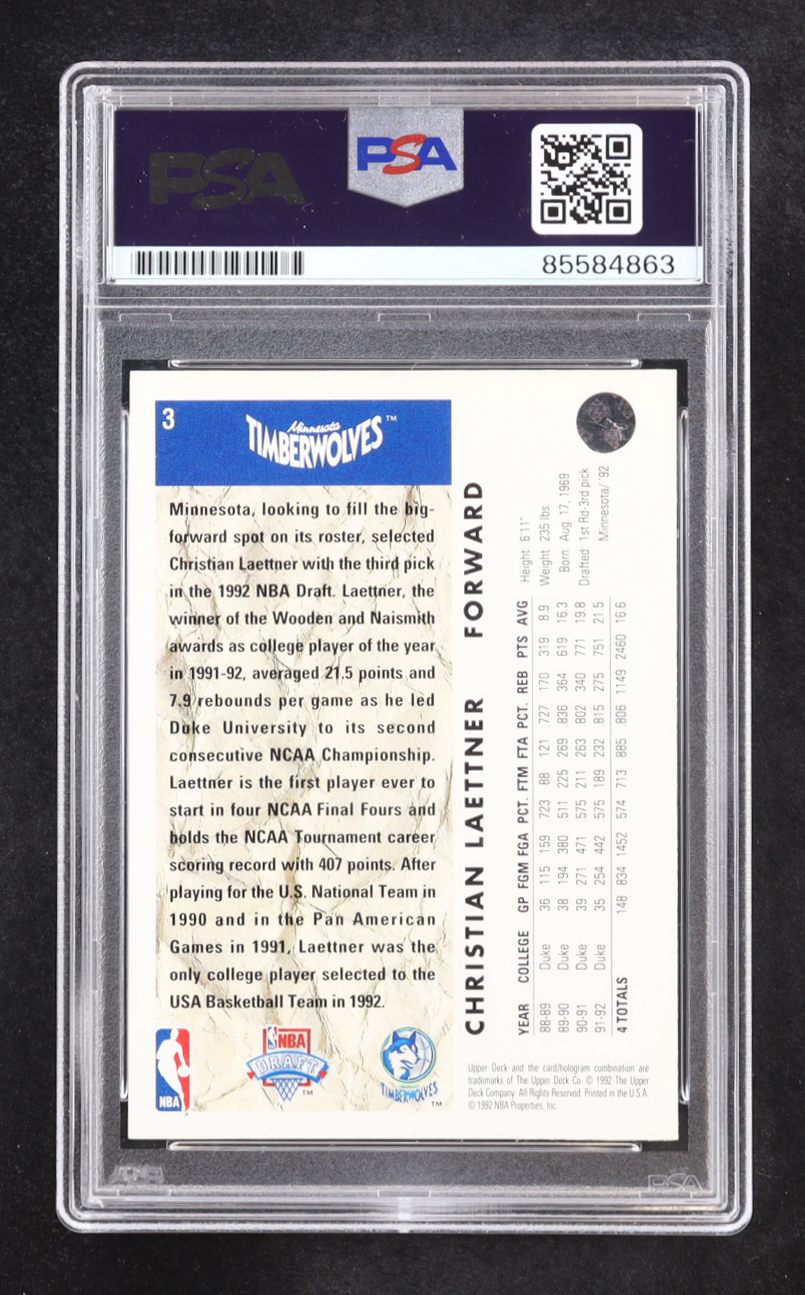 PSA
PSA
85584863
3
Minnesota
TIMBERWOLVES™
Minnesota, looking to fill the big-
forward spot on its roster, selected
Christian Laettner with the third pick
in the 1992 NBA Draft. Laettner, the
winner of the Wooden and Naismith
awards as college player of the year
in 1991-92, averaged 21.5 points and
7.9 rebounds per game as he led
Duke University to its second
consecutive NCAA Championship.
Laettner is the first player ever to
start in four NCAA Final Fours and
holds the NCAA Tournament career
scoring record with 407 points. After
playing for the U.S. National Team in
1990 and in the Pan American
Games in 1991, Laettner was the
only college player selected to the
USA Basketball Team in 1992.
NBA
NBA
DRAFT™
TIMBERWOLVES™
CHRISTIAN LAETTNER FORWARD
Height: 6'11"
Weight: 235 lbs.
Born: Aug. 17, 1969
Drafted: 1st Rd-3rd pick
Minnesota/ '92
YEAR COLLEGE GP FGM FGA PCT. FTM FTA PCT. REB PTS AVG
88-89 Duke 36 115 159 .723 88 121 .727 170 319 8.9
89-90 Duke 38 194 380 .511 225 269 .836 364 619 16.3
90-91 Duke 39 271 471 .575 211 263 .802 340 771 19.8
91-92 Duke 35 254 442 .575 189 232 .815 275 751 21.5
4 TOTALS 148 834 1452 .574 713 885 .806 1149 2460 16.6
Upper Deck and the card/hologram combination are
trademarks of The Upper Deck Co. © 1992 The Upper
Deck Company. All Rights Reserved. Printed in the U.S.A.
© 1992 NBA Properties, Inc.
PSA